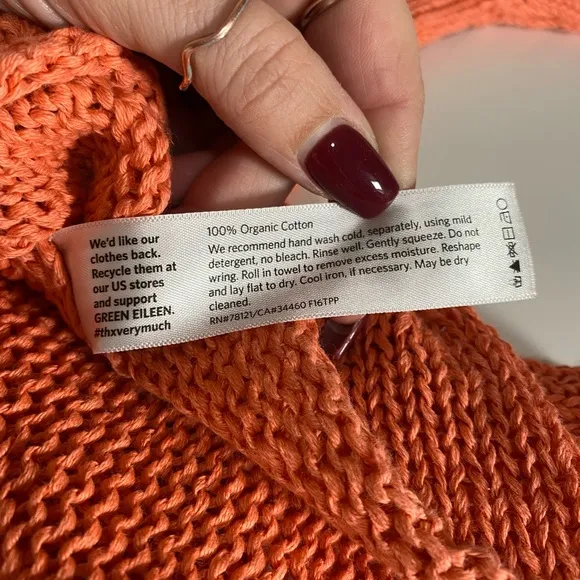 We'd like our
clothes back.
Recycle them at
our US stores
and support
GREEN EILEEN.
#thxverymuch
100% Organic Cotton
We recommend hand wash cold, separately, using mild
detergent, no bleach. Rinse well. Gently squeeze. Do not
wring. Roll in towel to remove excess moisture. Reshape
and lay flat to dry. Cool iron, if necessary. May be dry
cleaned.
RN#78121/CA#34460 F16TPP